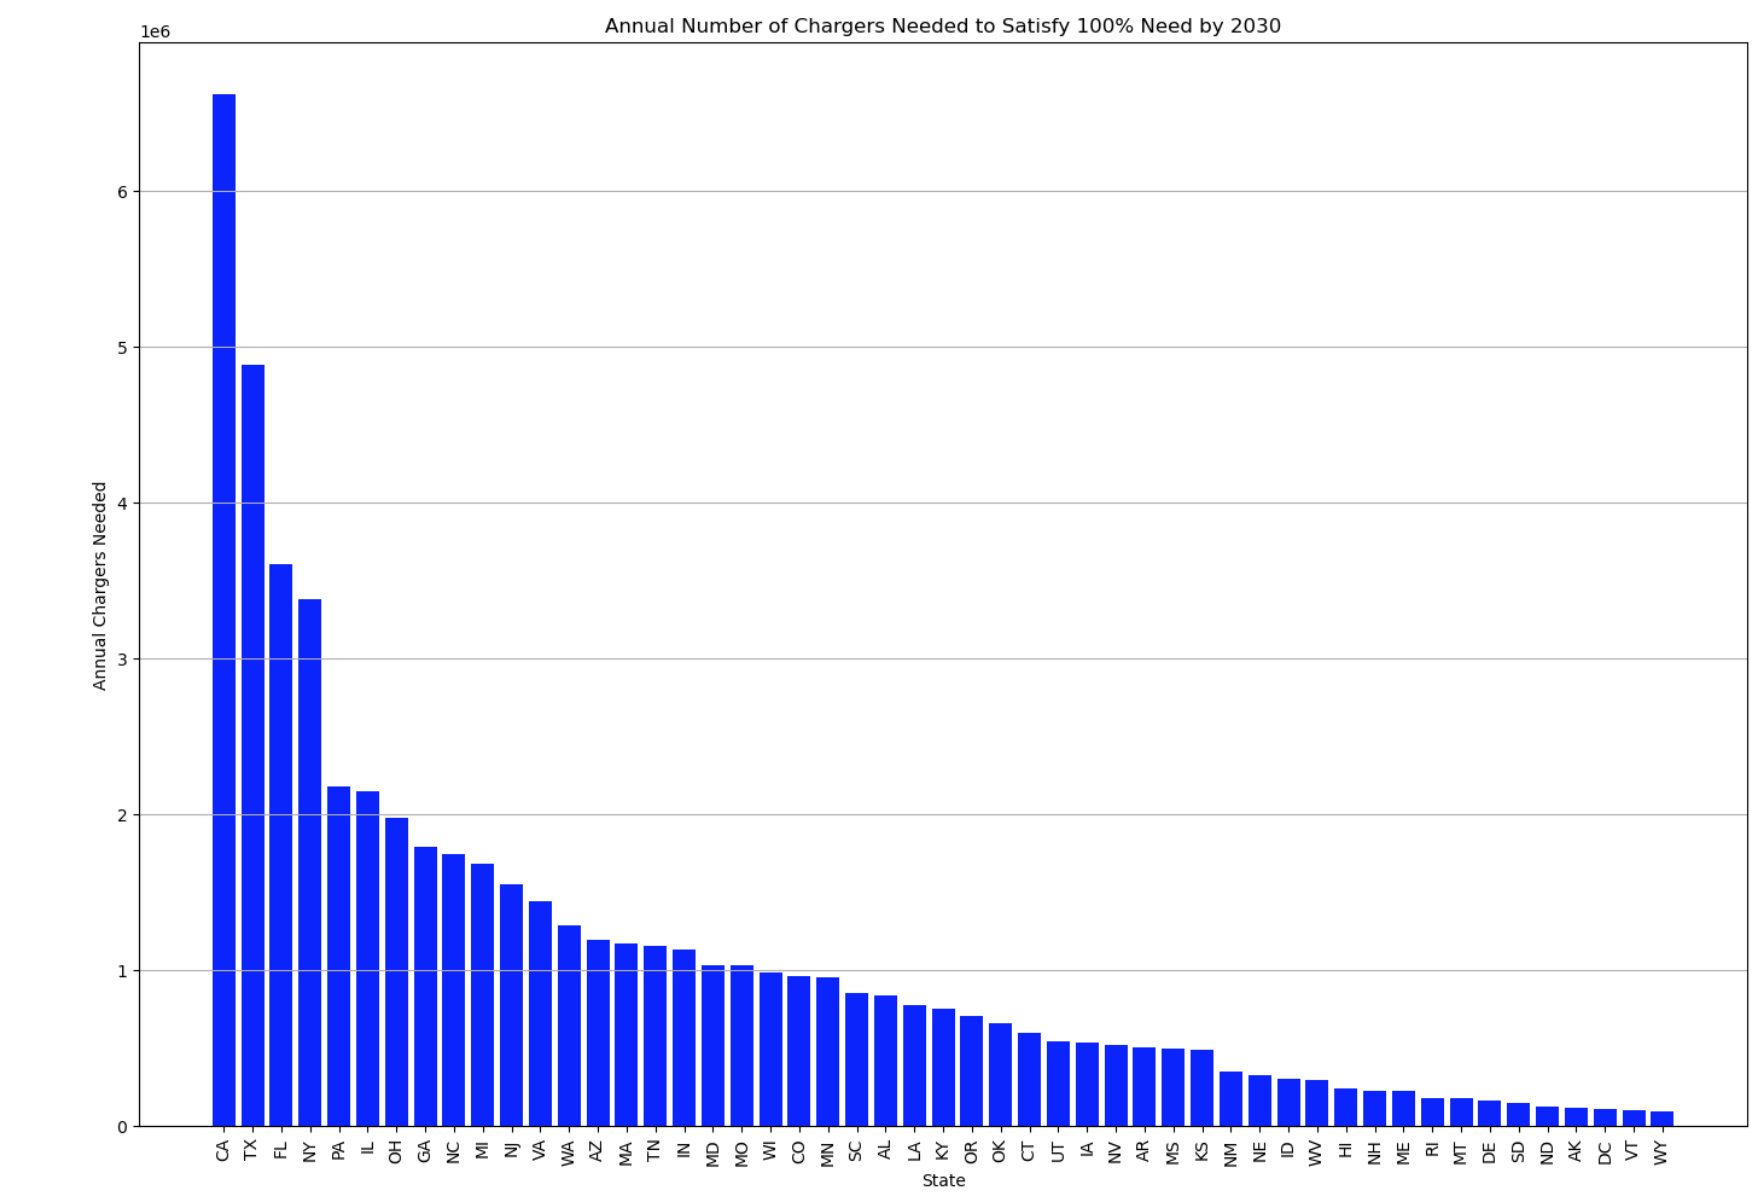 Annual Number of Chargers Needed to Satisfy 100% Need by 2030
1e6
6
5
4
3
2
1
0
Annual Chargers Needed
CA TX FL NY PA IL OH GA NC MI NJ VA WA AZ MA TN IN MD MO WI CO MN SC AL LA KY OR OK CT UT IA NV AR MS KS NM NE ID WV HI NH ME RI MT DE SD ND AK DC VT WY
State